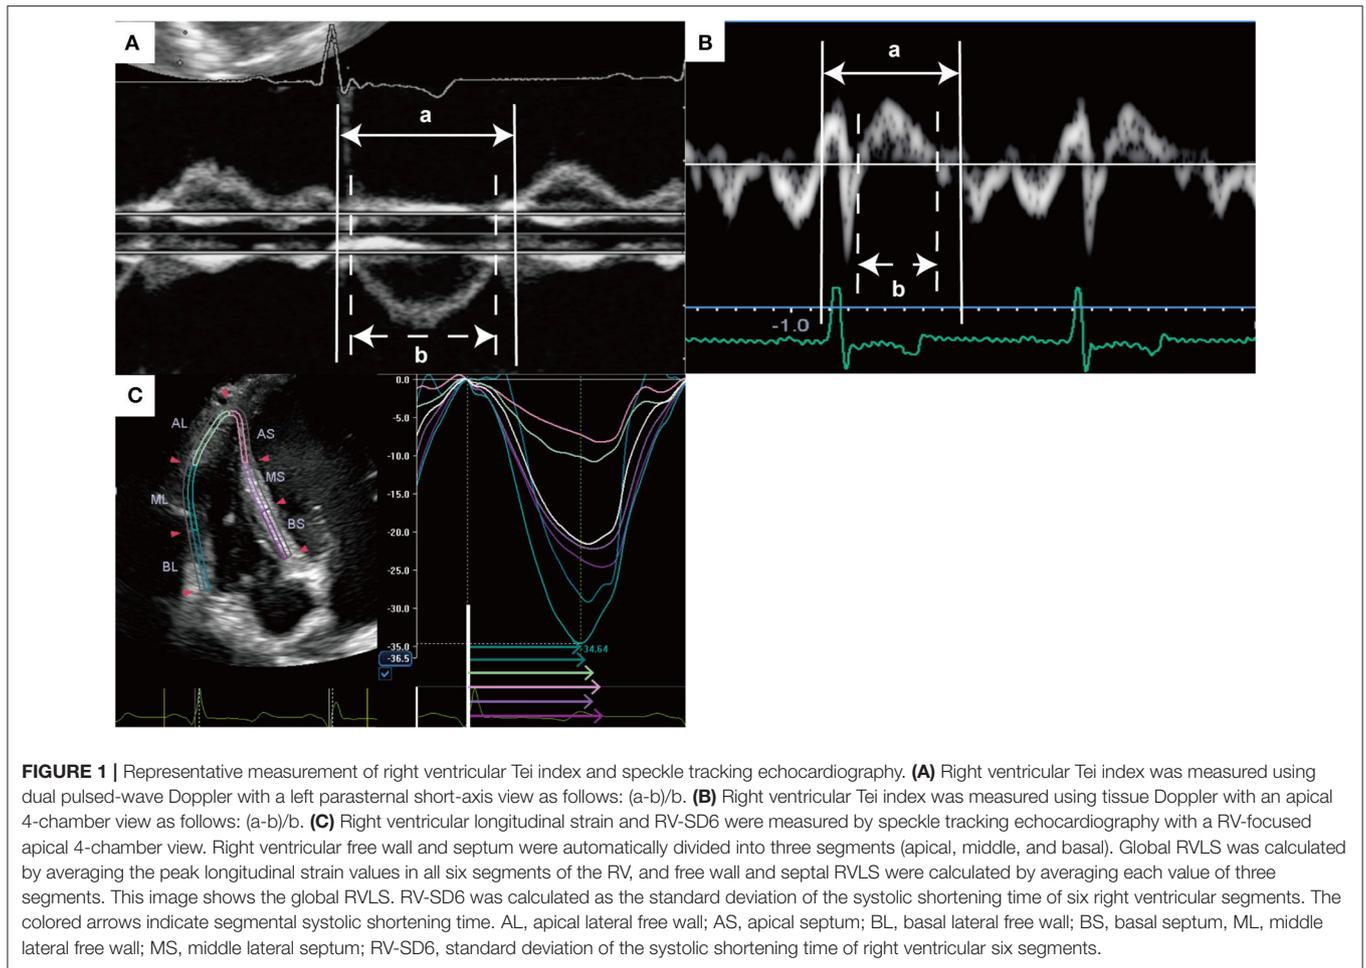 A
a
b
B
a
b
-1.0
C
AL
AS
MS
ML
BS
BL
0.0
-5.0
-10.0
-15.0
-20.0
-25.0
-30.0
-35.0
-36.5
-34.64
FIGURE 1 | Representative measurement of right ventricular Tei index and speckle tracking echocardiography. (A) Right ventricular Tei index was measured using
dual pulsed-wave Doppler with a left parasternal short-axis view as follows: (a-b)/b. (B) Right ventricular Tei index was measured using tissue Doppler with an apical
4-chamber view as follows: (a-b)/b. (C) Right ventricular longitudinal strain and RV-SD6 were measured by speckle tracking echocardiography with a RV-focused
apical 4-chamber view. Right ventricular free wall and septum were automatically divided into three segments (apical, middle, and basal). Global RVLS was calculated
by averaging the peak longitudinal strain values in all six segments of the RV, and free wall and septal RVLS were calculated by averaging each value of three
segments. This image shows the global RVLS. RV-SD6 was calculated as the standard deviation of the systolic shortening time of six right ventricular segments. The
colored arrows indicate segmental systolic shortening time. AL, apical lateral free wall; AS, apical septum; BL, basal lateral free wall; BS, basal septum, ML, middle
lateral free wall; MS, middle lateral septum; RV-SD6, standard deviation of the systolic shortening time of right ventricular six segments.